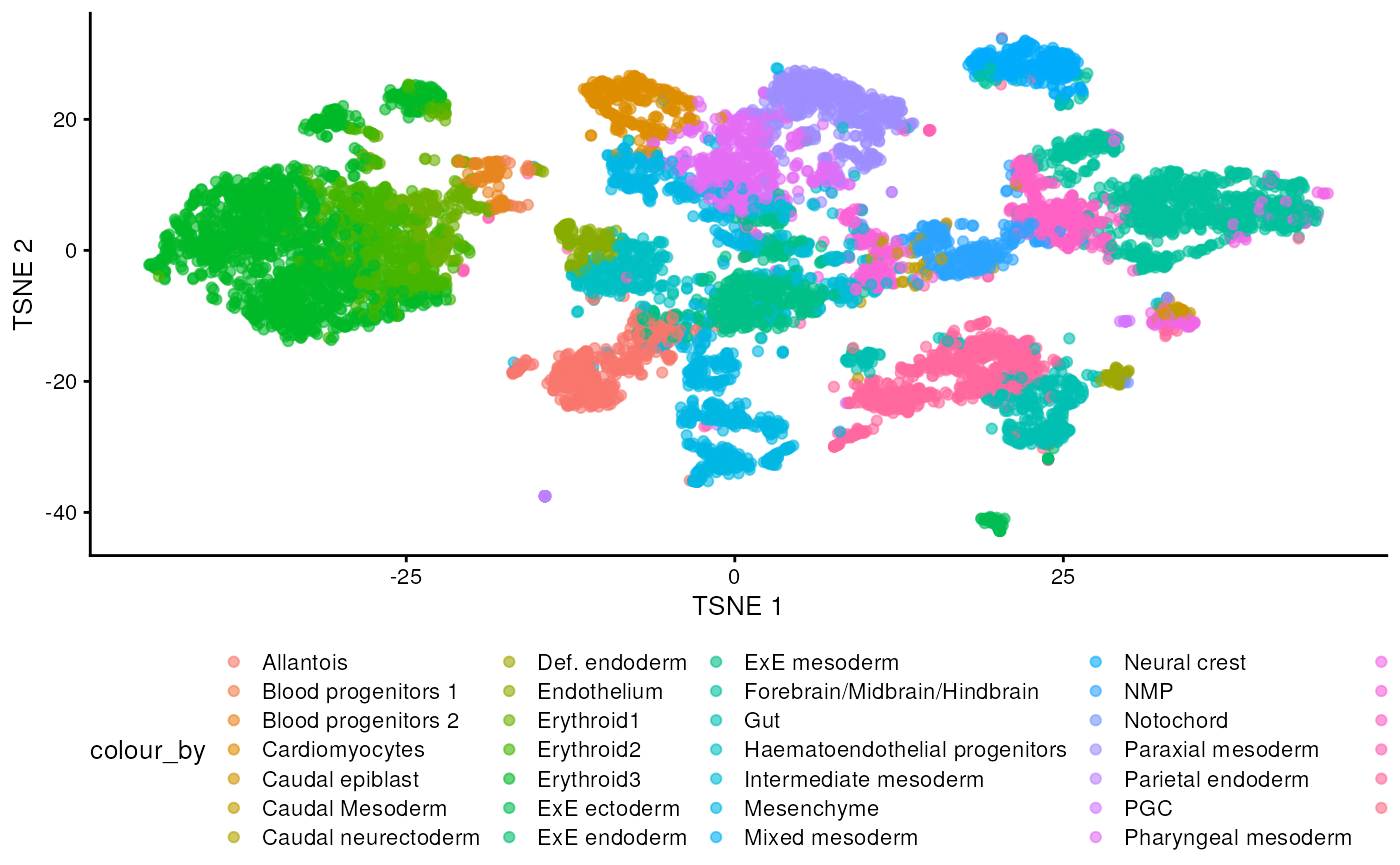 20
0
-20
-40
TSNE 2
-25 0 25
TSNE 1
colour_by
Allantois
Blood progenitors 1
Blood progenitors 2
Cardiomyocytes
Caudal epiblast
Caudal Mesoderm
Caudal neurectoderm
Def. endoderm
Endothelium
Erythroid1
Erythroid2
Erythroid3
ExE ectoderm
ExE endoderm
ExE mesoderm
Forebrain/Midbrain/Hindbrain
Gut
Haematoendothelial progenitors
Intermediate mesoderm
Mesenchyme
Mixed mesoderm
Neural crest
NMP
Notochord
Paraxial mesoderm
Parietal endoderm
PGC
Pharyngeal mesoderm